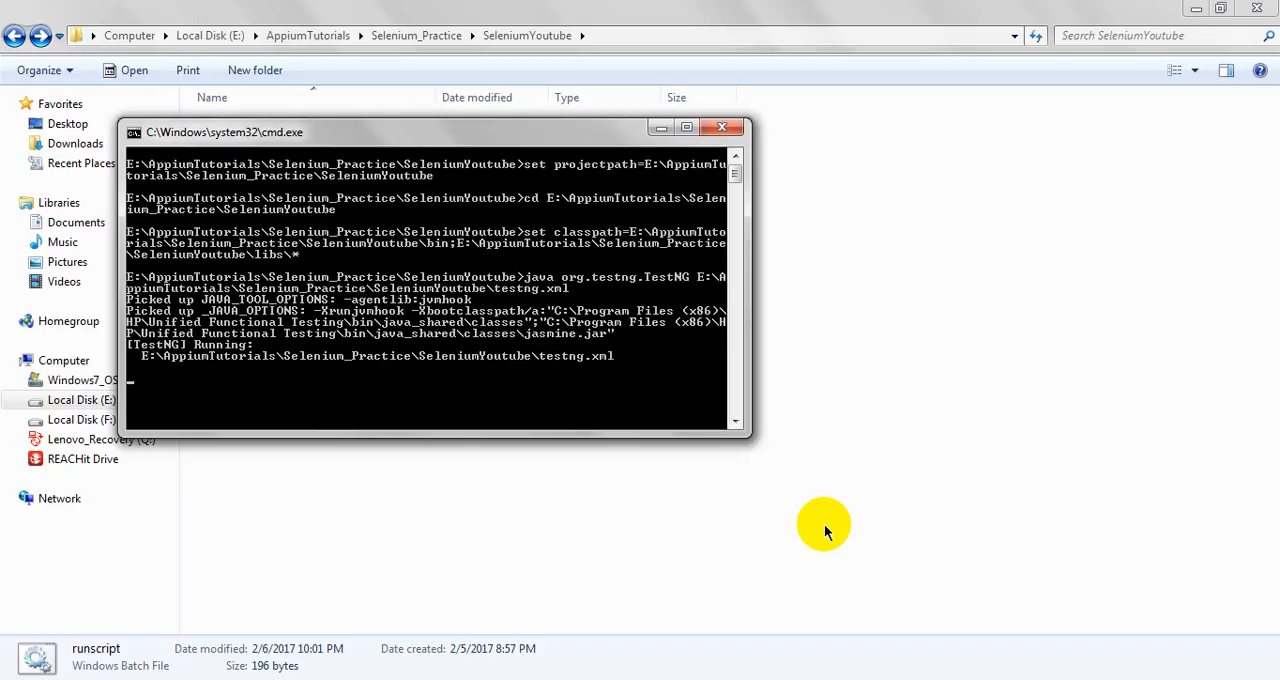 Computer
Local Disk (E:)
AppiumTutorials
Selenium_Practice
SeleniumYoutube
Search SeleniumYoutube
Organize
Open
Print
New folder
Favorites
Desktop
Downloads
Recent Places
Libraries
Documents
Music
Pictures
Videos
Homegroup
Computer
Windows7_OS
Local Disk (E:)
Local Disk (F:)
Lenovo_Recovery (Q:)
REACHit Drive
Network
Name
Date modified
Type
Size
C:\Windows\system32\cmd.exe
E:\AppiumTutorials\Selenium_Practice\SeleniumYoutube>set projectpath=E:\AppiumTu
torials\Selenium_Practice\SeleniumYoutube
E:\AppiumTutorials\Selenium_Practice\SeleniumYoutube>cd E:\AppiumTutorials\Selen
ium_Practice\SeleniumYoutube
E:\AppiumTutorials\Selenium_Practice\SeleniumYoutube>set classpath=E:\AppiumTuto
rials\Selenium_Practice\SeleniumYoutube\bin;E:\AppiumTutorials\Selenium_Practice
\SeleniumYoutube\libs\*
E:\AppiumTutorials\Selenium_Practice\SeleniumYoutube>java org.testng.TestNG E:\A
ppiumTutorials\Selenium_Practice\SeleniumYoutube\testng.xml
Picked up JAVA_TOOL_OPTIONS: -agentlib:jvmhook
Picked up _JAVA_OPTIONS: -Xrunjvmhook -Xbootclasspath/a:"C:\Program Files (x86)\
HP\Unified Functional Testing\bin\java_shared\classes";"C:\Program Files (x86)\H
P\Unified Functional Testing\bin\java_shared\classes\jasmine.jar"
[TestNG] Running:
E:\AppiumTutorials\Selenium_Practice\SeleniumYoutube\testng.xml
runscript
Date modified: 2/6/2017 10:01 PM
Date created: 2/5/2017 8:57 PM
Windows Batch File
Size: 196 bytes